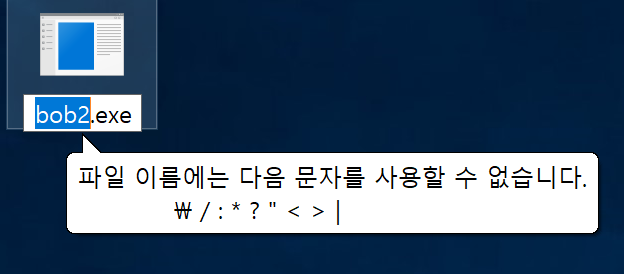 bob2.exe
파일 이름에는 다음 문자를 사용할 수 없습니다.
₩ / : * ? " < > |